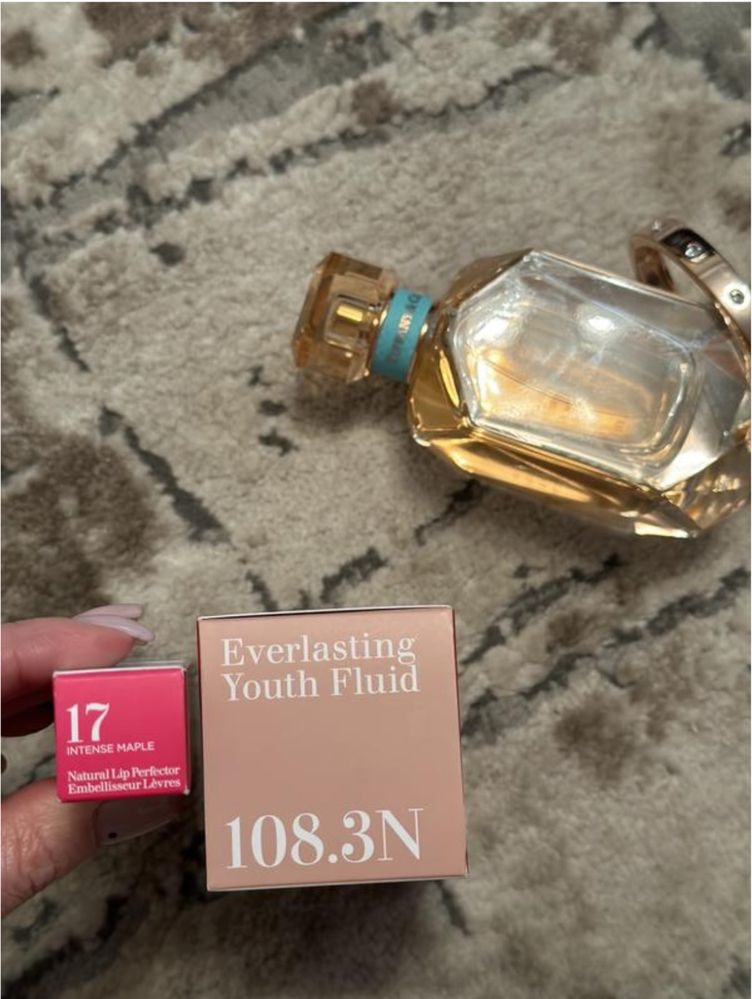 Everlasting
Youth Fluid
108.3N
17
INTENSE MAPLE
Natural Lip Perfector
Embellisseur Lèvres